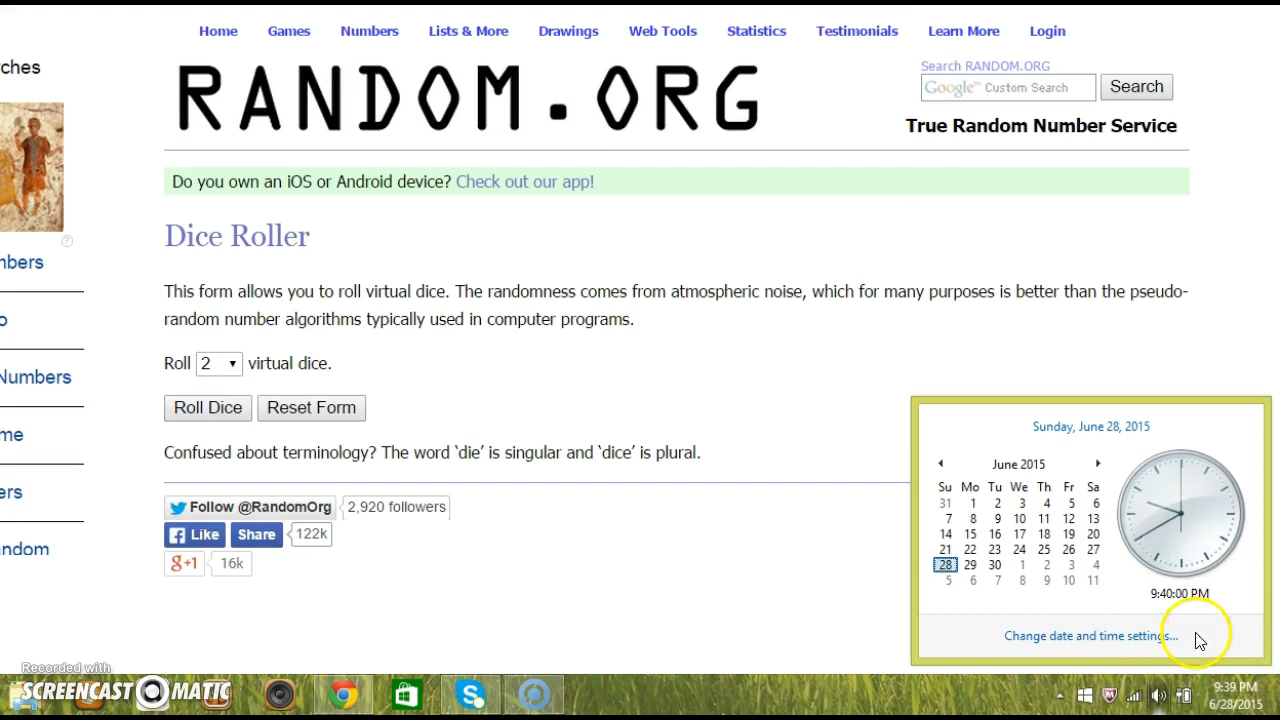 Home Games Numbers Lists & More Drawings Web Tools Statistics Testimonials Learn More Login
ches
RANDOM.ORG
Search RANDOM.ORG
Google™ Custom Search Search
True Random Number Service
Do you own an iOS or Android device? Check out our app!
Dice Roller
?
mbers
o
Numbers
me
ers
andom
This form allows you to roll virtual dice. The randomness comes from atmospheric noise, which for many purposes is better than the pseudo-
random number algorithms typically used in computer programs.
Roll 2 virtual dice.
Roll Dice Reset Form
Confused about terminology? The word ‘die’ is singular and ‘dice’ is plural.
Follow @RandomOrg 2,920 followers
Like Share 122k
g+1 16k
Sunday, June 28, 2015
June 2015
Su Mo Tu We Th Fr Sa
31 1 2 3 4 5 6
7 8 9 10 11 12 13
14 15 16 17 18 19 20
21 22 23 24 25 26 27
28 29 30 1 2 3 4
5 6 7 8 9 10 11
9:40:00 PM
Change date and time settings...
Recorded with
SCREENCAST MATIC
9:39 PM
6/28/2015